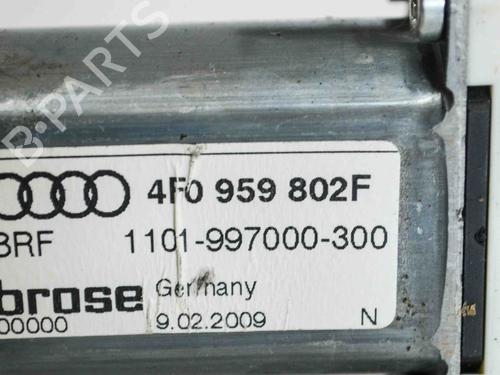 B-PARTS
4F0 959 802F
BRF 1101-997000-300
brose Germany
00000 9.02.2009 N